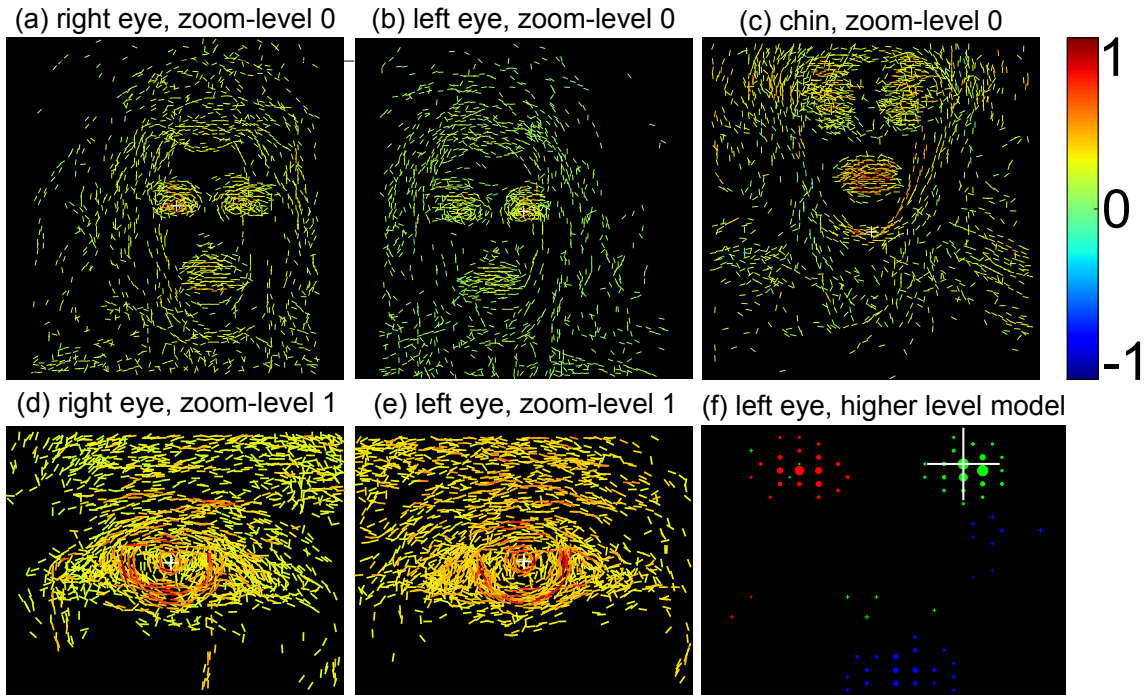 (a) right eye, zoom-level 0
(b) left eye, zoom-level 0
(c) chin, zoom-level 0
1
0
-1
(d) right eye, zoom-level 1
(e) left eye, zoom-level 1
(f) left eye, higher level model